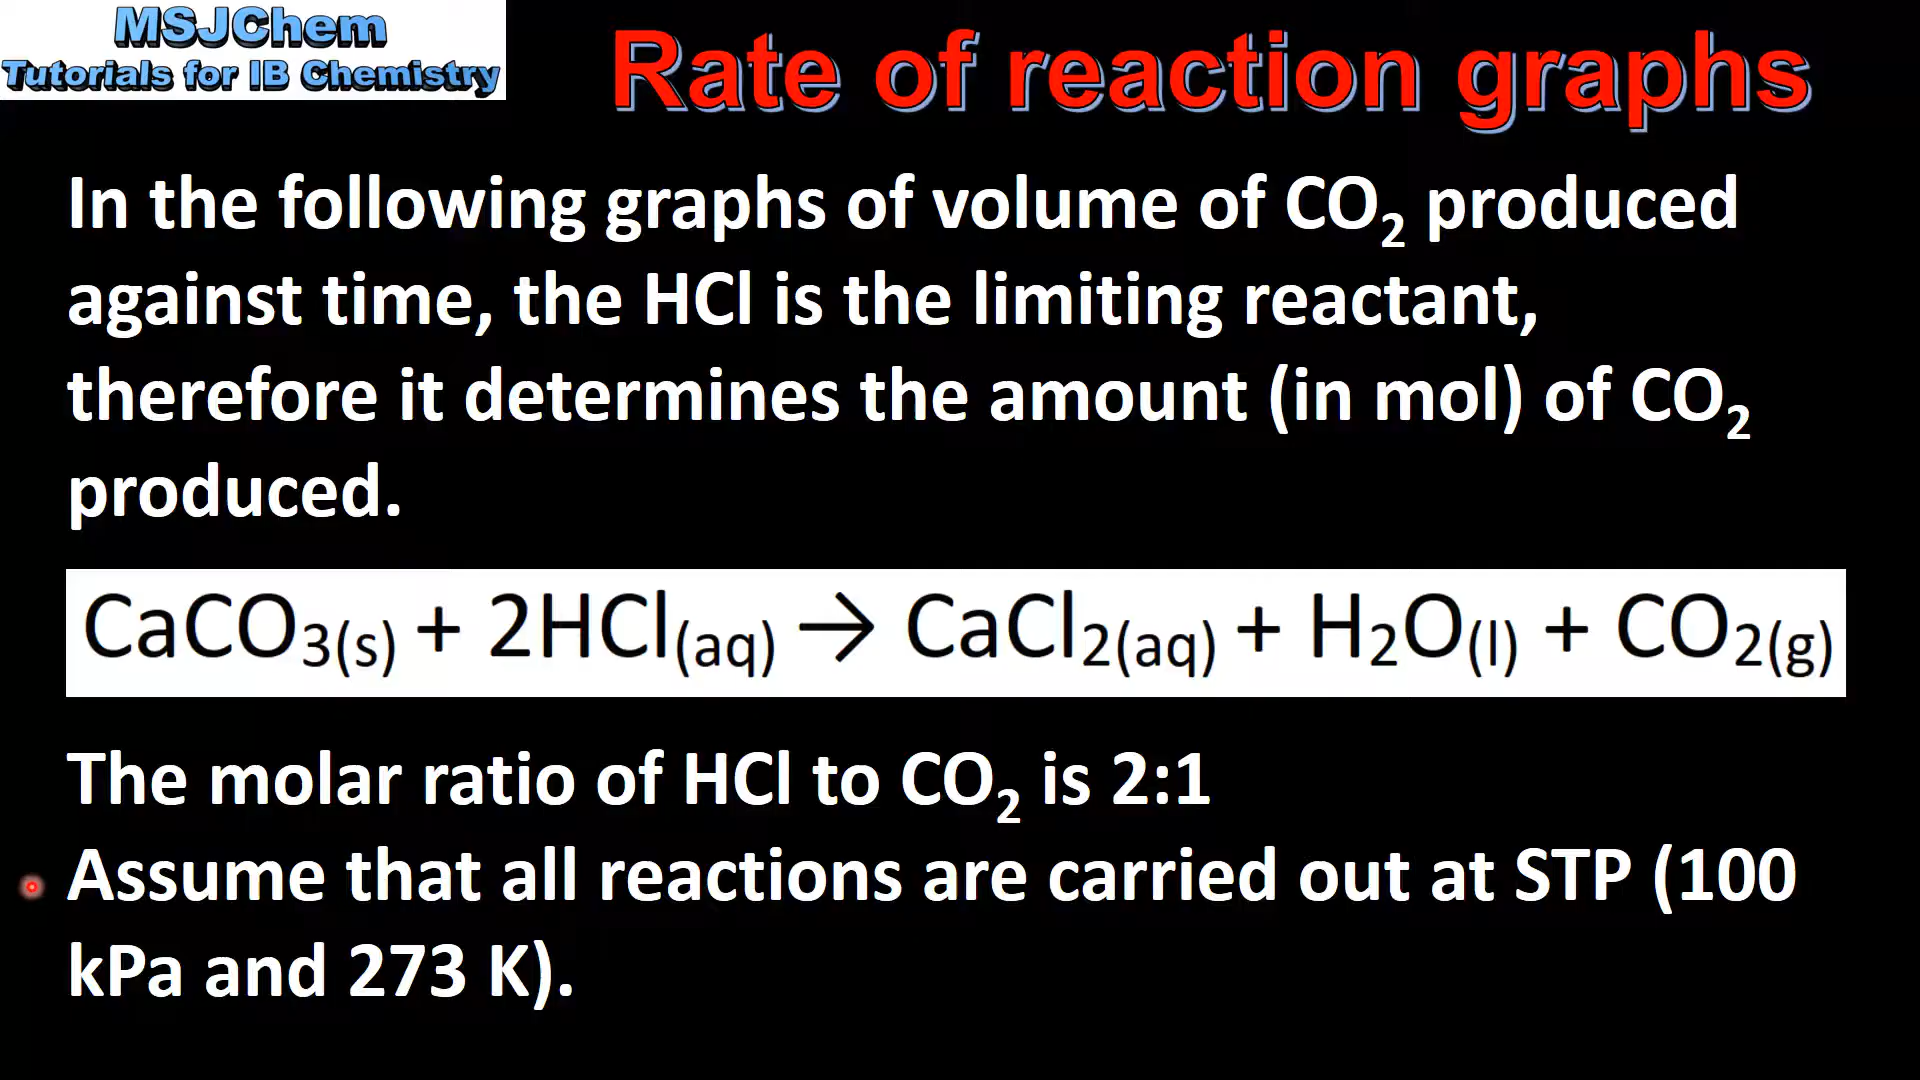 MSJChem
Tutorials for IB Chemistry
Rate of reaction graphs
In the following graphs of volume of CO₂ produced
against time, the HCl is the limiting reactant,
therefore it determines the amount (in mol) of CO₂
produced.
CaCO₃(s) + 2HCl(aq) → CaCl₂(aq) + H₂O(l) + CO₂(g)
The molar ratio of HCl to CO₂ is 2:1
Assume that all reactions are carried out at STP (100
kPa and 273 K).